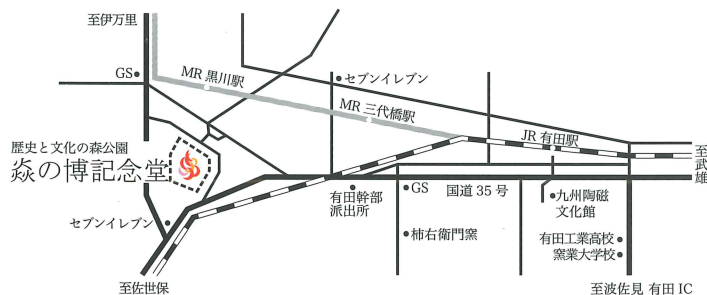 至伊万里
GS
MR 黒川駅
セブンイレブン
MR 三代橋駅
JR 有田駅
至武雄
歴史と文化の森公園
焱の博記念堂
セブンイレブン
有田幹部
派出所
GS
国道 35 号
九州陶磁
文化館
柿右衛門窯
有田工業高校
窯業大学校
至佐世保
至波佐見 有田 IC